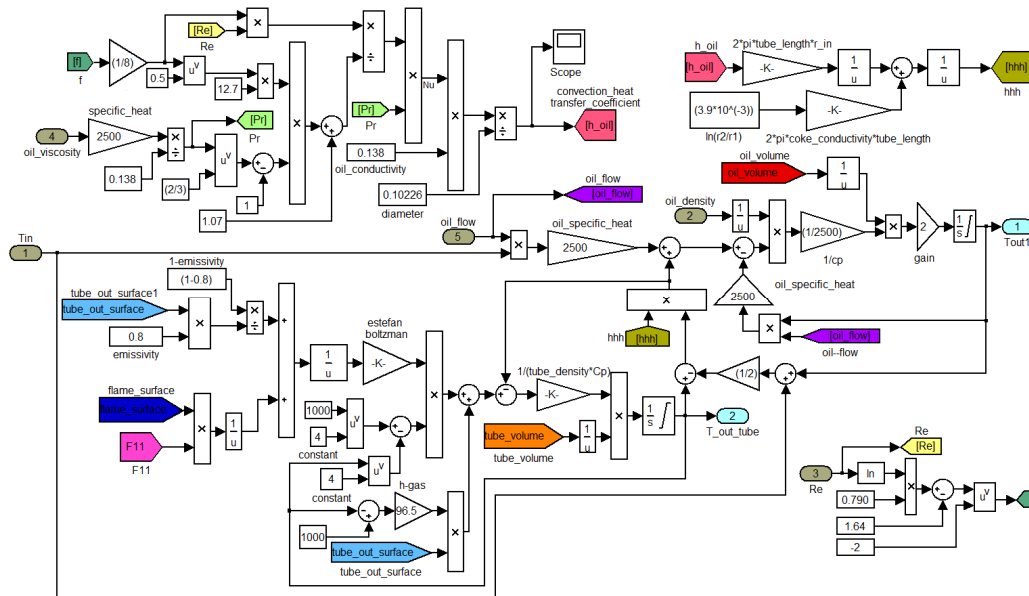 [f]
f
(1/8)
[Re]
Re
×
×
÷
0.5
u^v
12.7
×
×
Nu
×
Scope
specific_heat
4
oil_viscosity
2500
×
÷
0.138
[Pr]
Pr
(2/3)
u^v
1
1.07
×
[Pr]
Pr
0.138
oil_conductivity
×
÷
0.10226
diameter
convection_heat
transfer_coefficient
[h_oil]
h_oil
[h_oil]
2*pi*tube_length*r_in
-K-
1
u
1
u
[hhh]
hhh
(3.9*10^(-3))
ln(r2/r1)
-K-
2*pi*coke_conductivity*tube_length
oil_volume
oil_volume
1
u
oil_flow
[oil_flow]
oil_flow
5
oil_density
2
1
u
oil_specific_heat
2500
×
×
(1/2500)
1/cp
×
2
gain
1
s
1
Tout1
Tin
1
oil_specific_heat
2500
×
×
hhh
[hhh]
[oil_flow]
oil--flow
1-emissivity
(1-0.8)
tube_out_surface1
tube_out_surface
0.8
emissivity
×
×
÷
1
u
estefan
boltzman
-K-
×
flame_surface
flame_surface
F11
F11
×
1
u
1000
4
constant
u^v
4
constant
u^v
h-gas
96.5
1000
tube_out_surface
tube_out_surface
×
1/(tube_density*Cp)
-K-
tube_volume
tube_volume
1
u
×
1
s
2
T_out_tube
(1/2)
Re
[Re]
3
Re
ln
0.790
×
1.64
-2
u^v